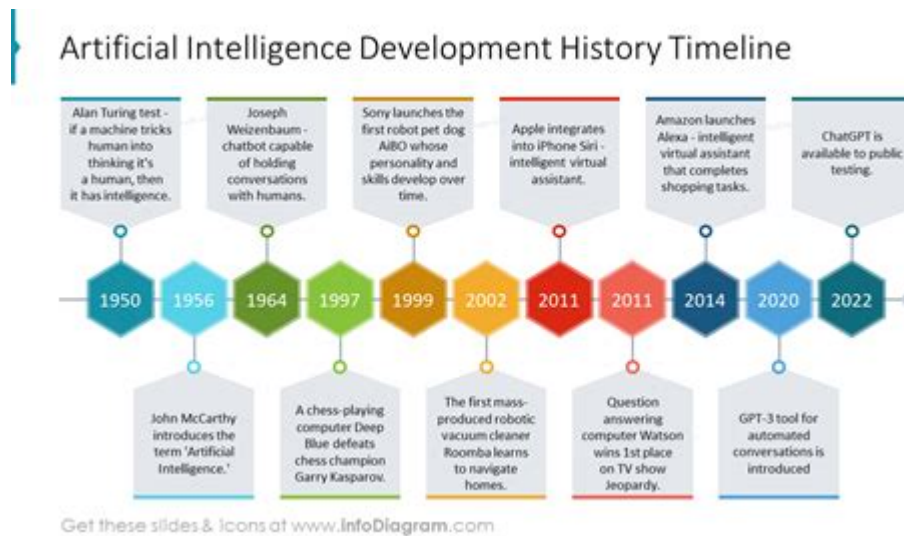 Artificial Intelligence Development History Timeline
Alan Turing test -
if a machine tricks
human into
thinking it's
a human, then
it has intelligence.
Joseph
Weizenbaum -
chatbot capable
of holding
conversations
with humans.
Sony launches the
first robot pet dog
AiBO whose
personality and
skills develop over
time.
Apple integrates
into iPhone Siri -
intelligent virtual
assistant.
Amazon launches
Alexa - intelligent
virtual assistant
that completes
shopping tasks.
ChatGPT is
available to public
testing.
1950
1956
1964
1997
1999
2002
2011
2011
2014
2020
2022
John McCarthy
introduces the
term 'Artificial
Intelligence.'
A chess-playing
computer Deep
Blue defeats
chess champion
Garry Kasparov.
The first mass-
produced robotic
vacuum cleaner
Roomba learns
to navigate
homes.
Question
answering
computer Watson
wins 1st place
on TV show
Jeopardy.
GPT-3 tool for
automated
conversations is
introduced
Get these slides & icons at www.infoDiagram.com